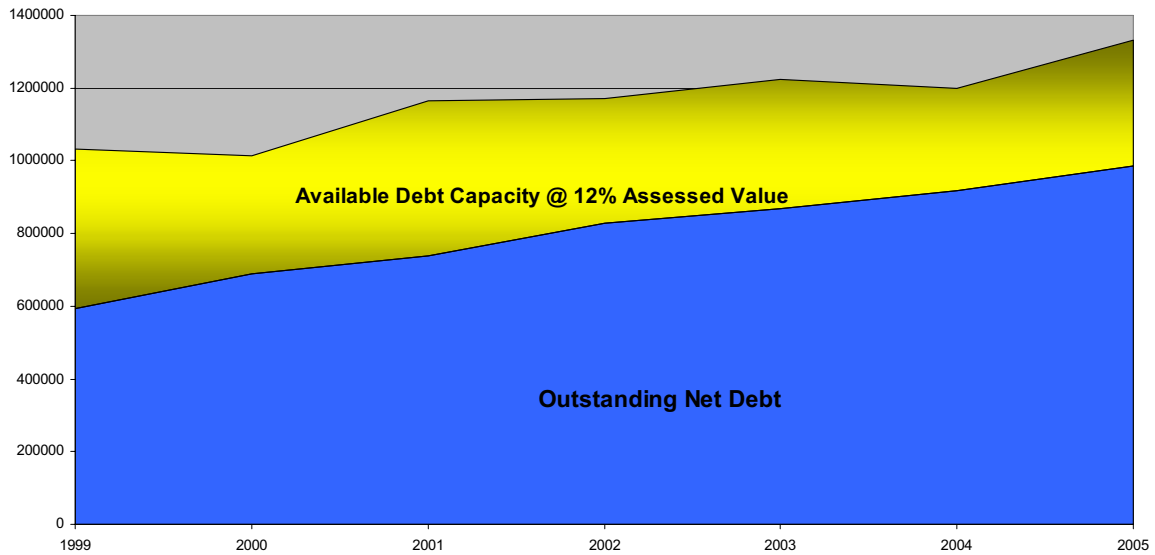 1400000
1200000
1000000
Available Debt Capacity @ 12% Assessed Value
800000
600000
400000
Outstanding Net Debt
200000
0
1999 2000 2001 2002 2003 2004 2005